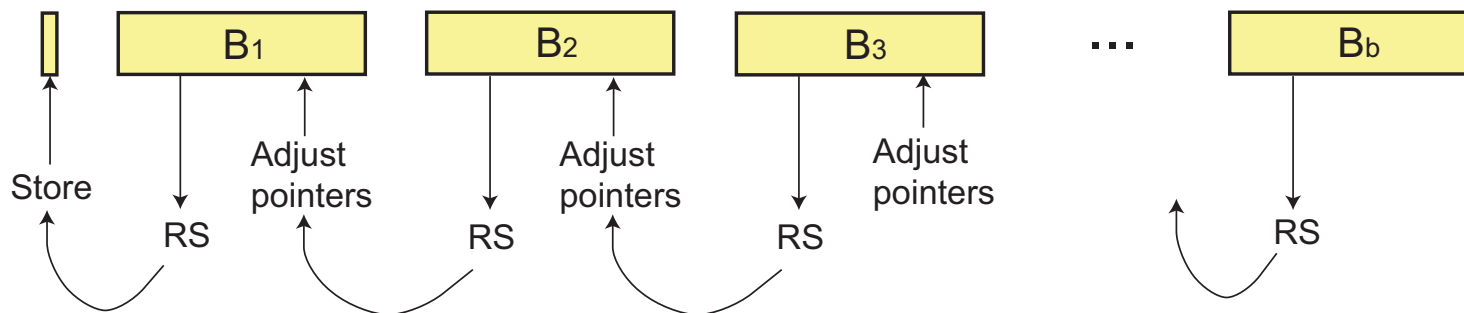 B1 B2 B3 ... Bb
Adjust pointers
Adjust pointers
Adjust pointers
Store
RS RS RS RS